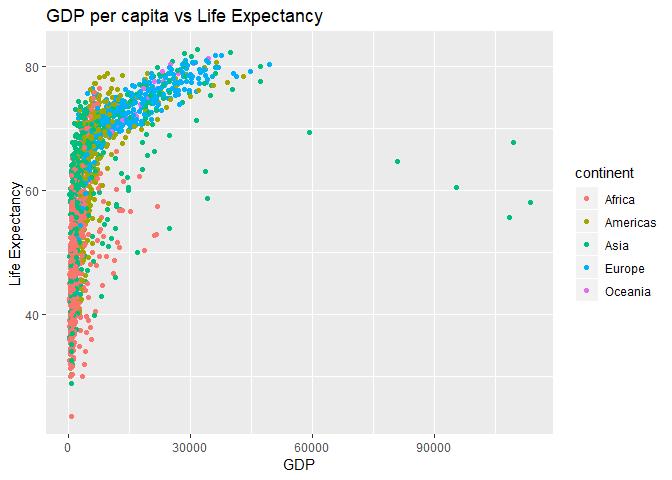 GDP per capita vs Life Expectancy
80
60
40
Life Expectancy
0
30000
60000
90000
GDP
continent
Africa
Americas
Asia
Europe
Oceania